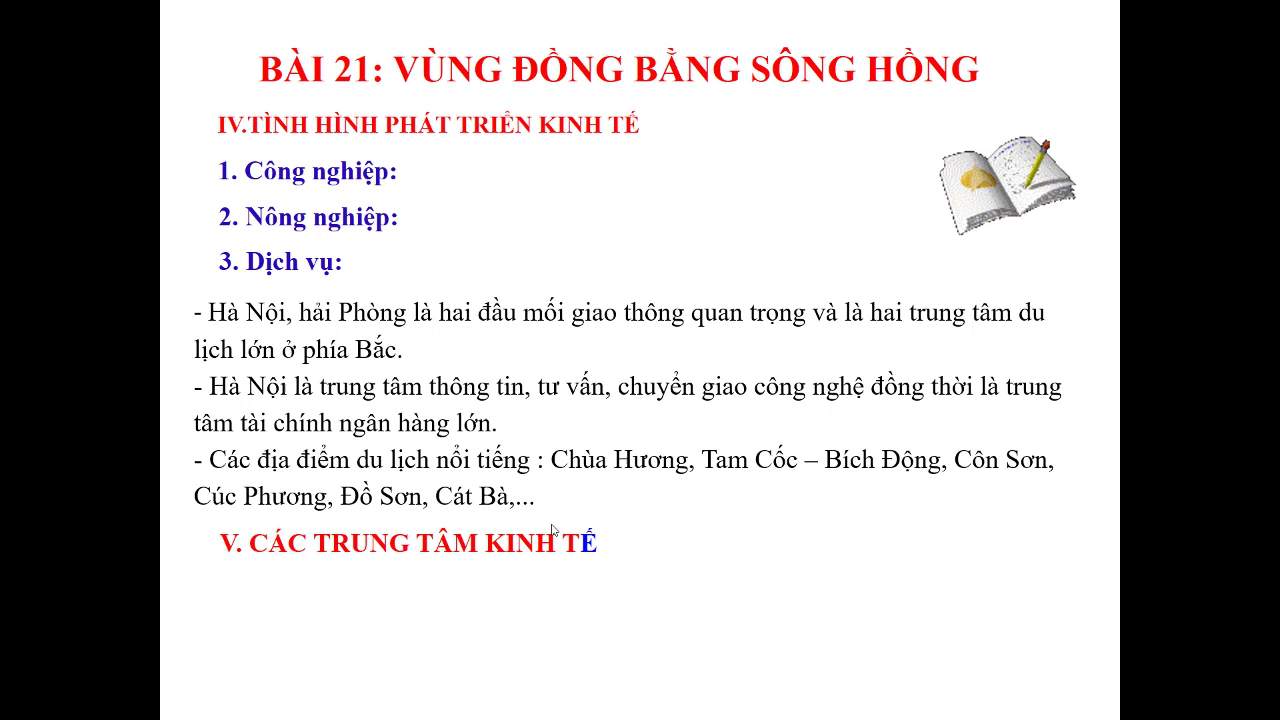 BÀI 21: VÙNG ĐỒNG BẰNG SÔNG HỒNG
IV.TÌNH HÌNH PHÁT TRIỂN KINH TẾ
1. Công nghiệp:
2. Nông nghiệp:
3. Dịch vụ:
- Hà Nội, hải Phòng là hai đầu mối giao thông quan trọng và là hai trung tâm du
lịch lớn ở phía Bắc.
- Hà Nội là trung tâm thông tin, tư vấn, chuyển giao công nghệ đồng thời là trung
tâm tài chính ngân hàng lớn.
- Các địa điểm du lịch nổi tiếng : Chùa Hương, Tam Cốc – Bích Động, Côn Sơn,
Cúc Phương, Đồ Sơn, Cát Bà,...
V. CÁC TRUNG TÂM KINH TẾ